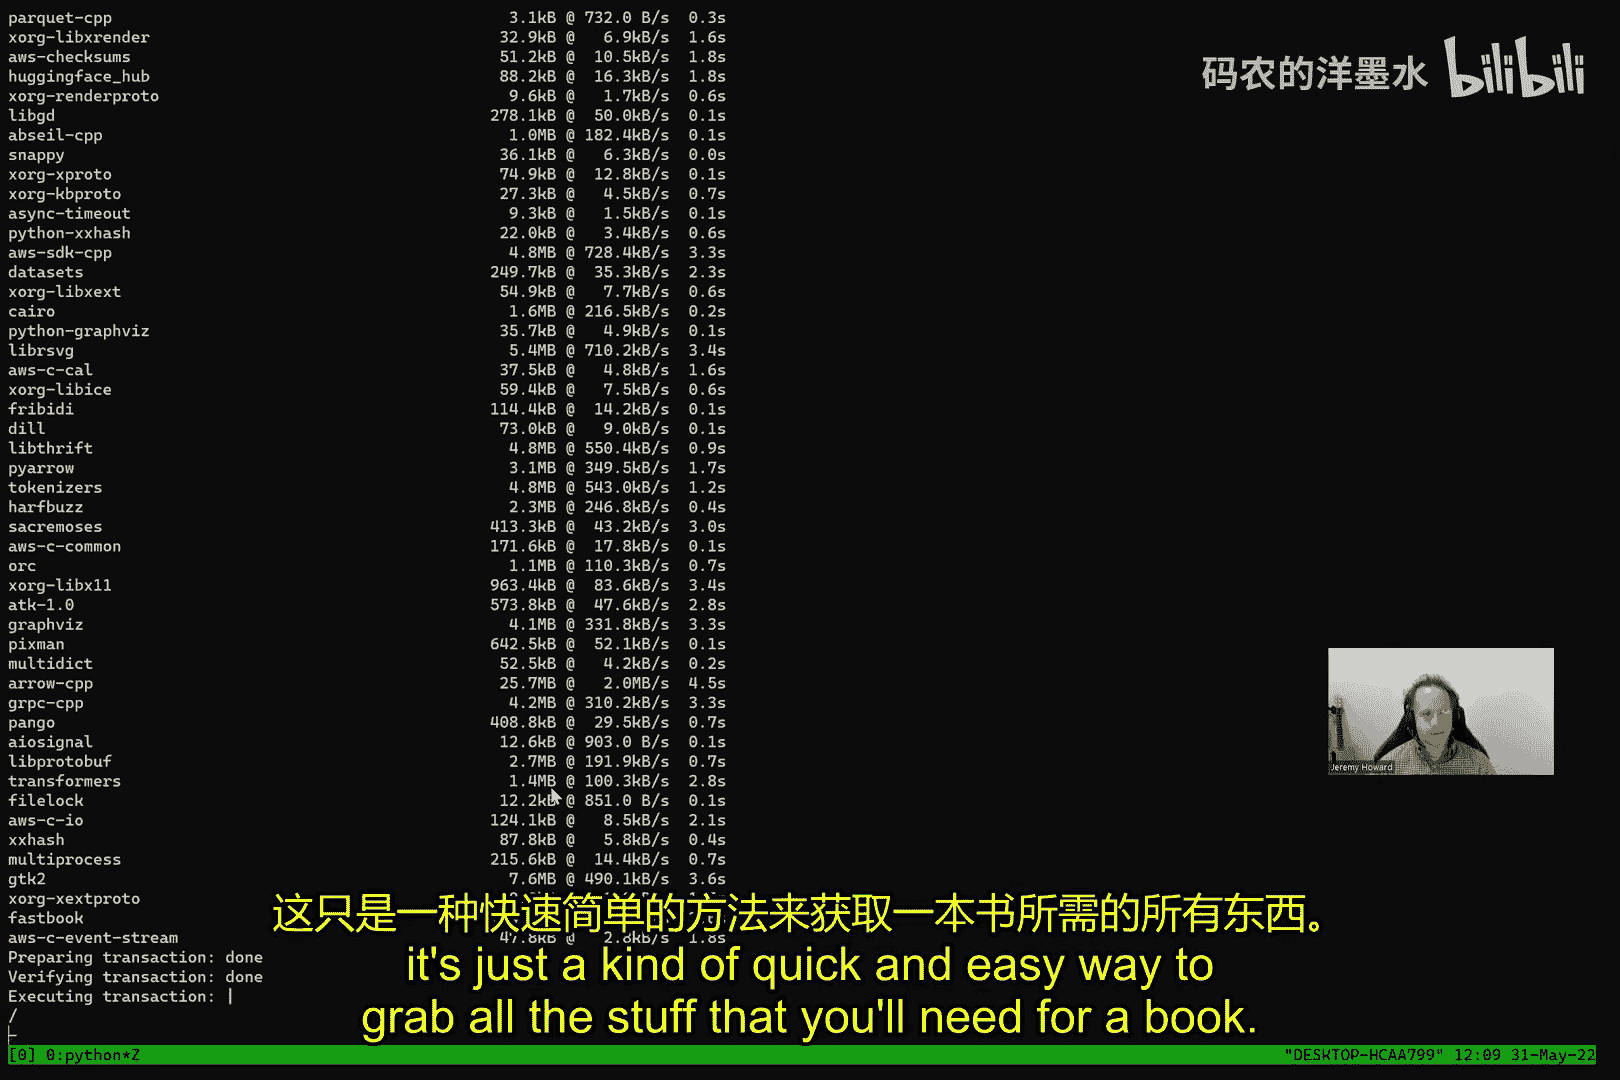 parquet-cpp 3.1kB @ 732.0 B/s 0.3s
xorg-libxrender 32.9kB @ 6.9kB/s 1.6s
aws-checksums 51.2kB @ 10.5kB/s 1.8s
huggingface_hub 88.2kB @ 16.3kB/s 1.8s
xorg-renderproto 9.6kB @ 1.7kB/s 0.6s
libgd 278.1kB @ 50.0kB/s 0.1s
abseil-cpp 1.0MB @ 182.4kB/s 0.1s
snappy 36.1kB @ 6.3kB/s 0.0s
xorg-xproto 74.9kB @ 12.8kB/s 0.1s
xorg-kbproto 27.3kB @ 4.5kB/s 0.7s
async-timeout 9.3kB @ 1.5kB/s 0.1s
python-xxhash 22.0kB @ 3.4kB/s 0.6s
aws-sdk-cpp 4.8MB @ 728.4kB/s 3.3s
datasets 249.7kB @ 35.3kB/s 2.3s
xorg-libxext 54.9kB @ 7.7kB/s 0.6s
cairo 1.6MB @ 216.5kB/s 0.2s
python-graphviz 35.7kB @ 4.9kB/s 0.1s
librsvg 5.4MB @ 710.2kB/s 3.4s
aws-c-cal 37.5kB @ 4.8kB/s 1.6s
xorg-libice 59.4kB @ 7.5kB/s 0.6s
fribidi 114.4kB @ 14.2kB/s 0.1s
dill 73.0kB @ 9.0kB/s 0.1s
libthrift 4.8MB @ 550.4kB/s 0.9s
pyarrow 3.1MB @ 349.5kB/s 1.7s
tokenizers 4.8MB @ 543.0kB/s 1.2s
harfbuzz 2.3MB @ 246.8kB/s 0.4s
sacremoses 413.3kB @ 43.2kB/s 3.0s
aws-c-common 171.6kB @ 17.8kB/s 0.1s
orc 1.1MB @ 110.3kB/s 0.7s
xorg-libx11 963.4kB @ 83.6kB/s 3.4s
atk-1.0 573.8kB @ 47.6kB/s 2.8s
graphviz 4.1MB @ 331.8kB/s 3.3s
pixman 642.5kB @ 52.1kB/s 0.1s
multidict 52.5kB @ 4.2kB/s 0.2s
arrow-cpp 25.7MB @ 2.0MB/s 4.5s
grpc-cpp 4.2MB @ 310.2kB/s 3.3s
pango 408.8kB @ 29.5kB/s 0.7s
aiosignal 12.6kB @ 903.0 B/s 0.1s
libprotobuf 2.7MB @ 191.9kB/s 0.7s
transformers 1.4MB @ 100.3kB/s 2.8s
filelock 12.2kB @ 851.0 B/s 0.1s
aws-c-io 124.1kB @ 8.5kB/s 2.1s
xxhash 87.8kB @ 5.8kB/s 0.4s
multiprocess 215.6kB @ 14.4kB/s 0.7s
gtk2 7.6MB @ 490.1kB/s 3.6s
xorg-xextproto
fastbook
aws-c-event-stream 47.8kB @ 2.8kB/s 1.8s
Preparing transaction: done
Verifying transaction: done
Executing transaction: |
/
[0] 0:python*Z "DESKTOP-HCAA799" 12:09 31-May-22
码农的洋墨水 bilibili
Jeremy Howard
这只是一种快速简单的方法来获取一本书所需的所有东西。
it's just a kind of quick and easy way to
grab all the stuff that you'll need for a book.